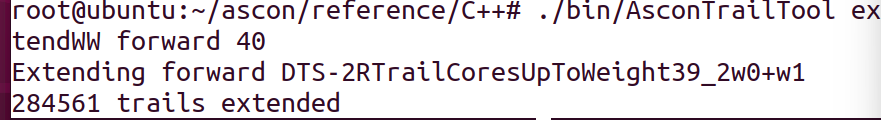 root@ubuntu:~/ascon/reference/C++# ./bin/AsconTrailTool ex
tendWW forward 40
Extending forward DTS-2RTrailCoresUpToWeight39_2w0+w1
284561 trails extended